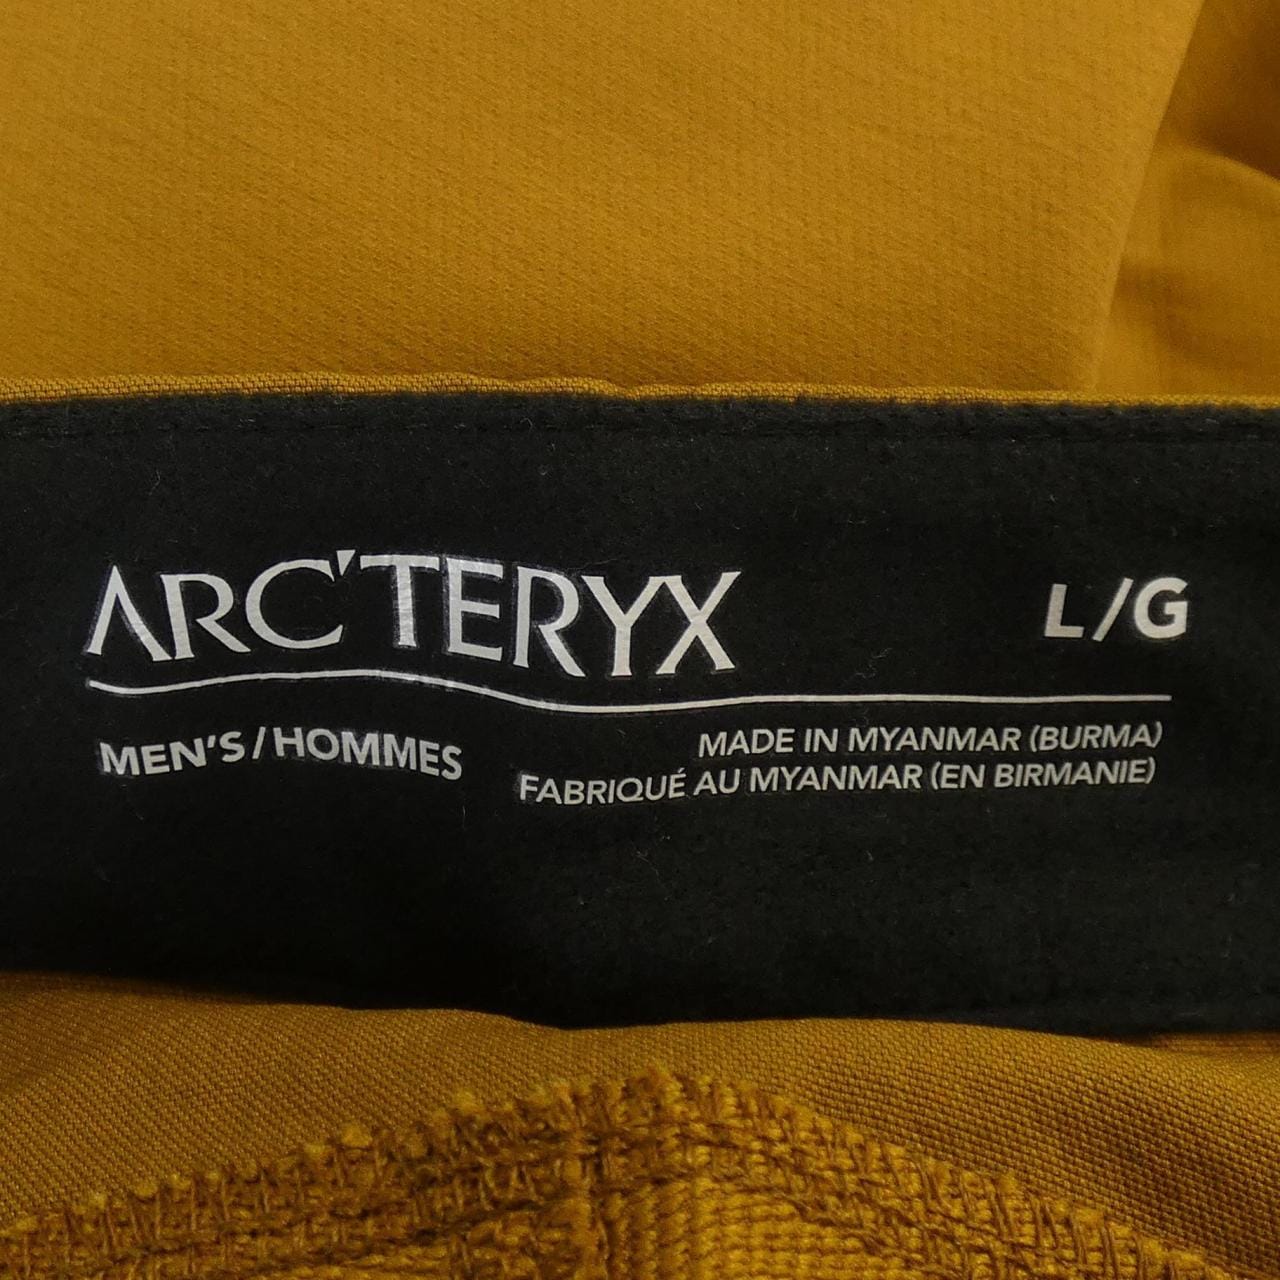 ARC'TERYX
L/G
MEN'S/HOMMES
MADE IN MYANMAR (BURMA)
FABRIQUÉ AU MYANMAR (EN BIRMANIE)